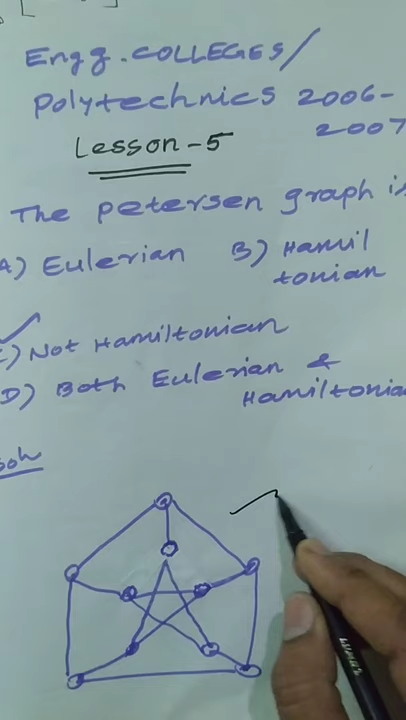 Engg. COLLEGES/
Polytechnics 2006-
2007
Lesson-5
The petersen graph is
A) Eulerian B) Hamil
tonian
C) Not Hamiltonian
D) Both Eulerian &
Hamiltonian
Soln